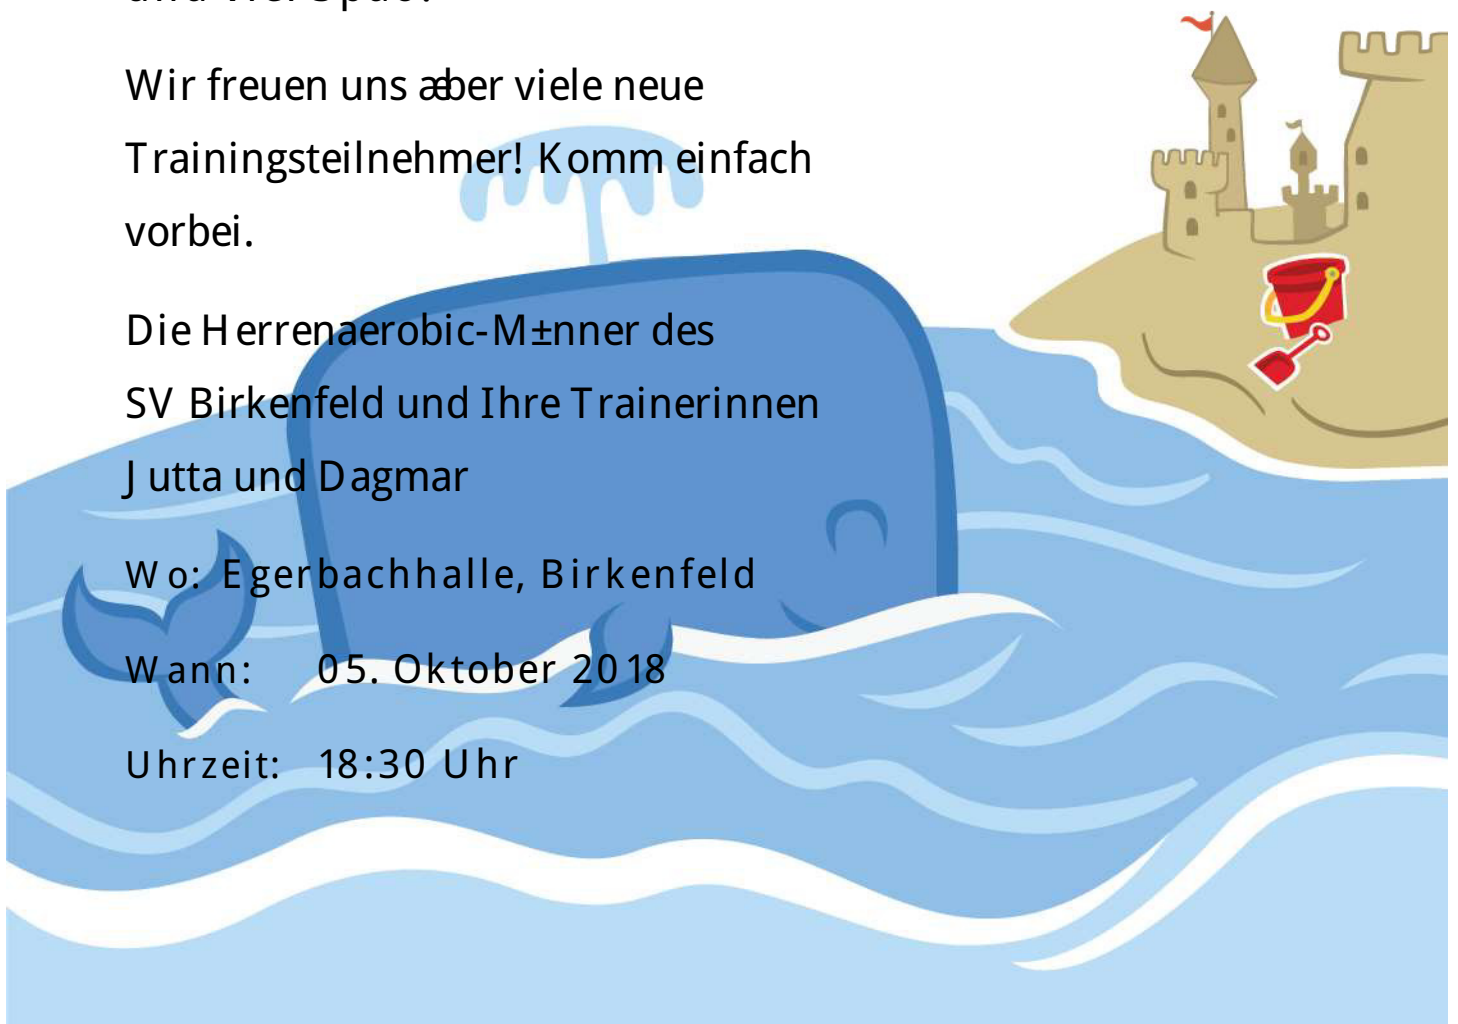 Wir freuen uns æber viele neue
Trainingsteilnehmer! Komm einfach
vorbei.
Die Herrenaerobic-M±nner des
SV Birkenfeld und Ihre Trainerinnen
Jutta und Dagmar
Wo: Egerbachhalle, Birkenfeld
Wann: 05. Oktober 2018
Uhrzeit: 18:30 Uhr